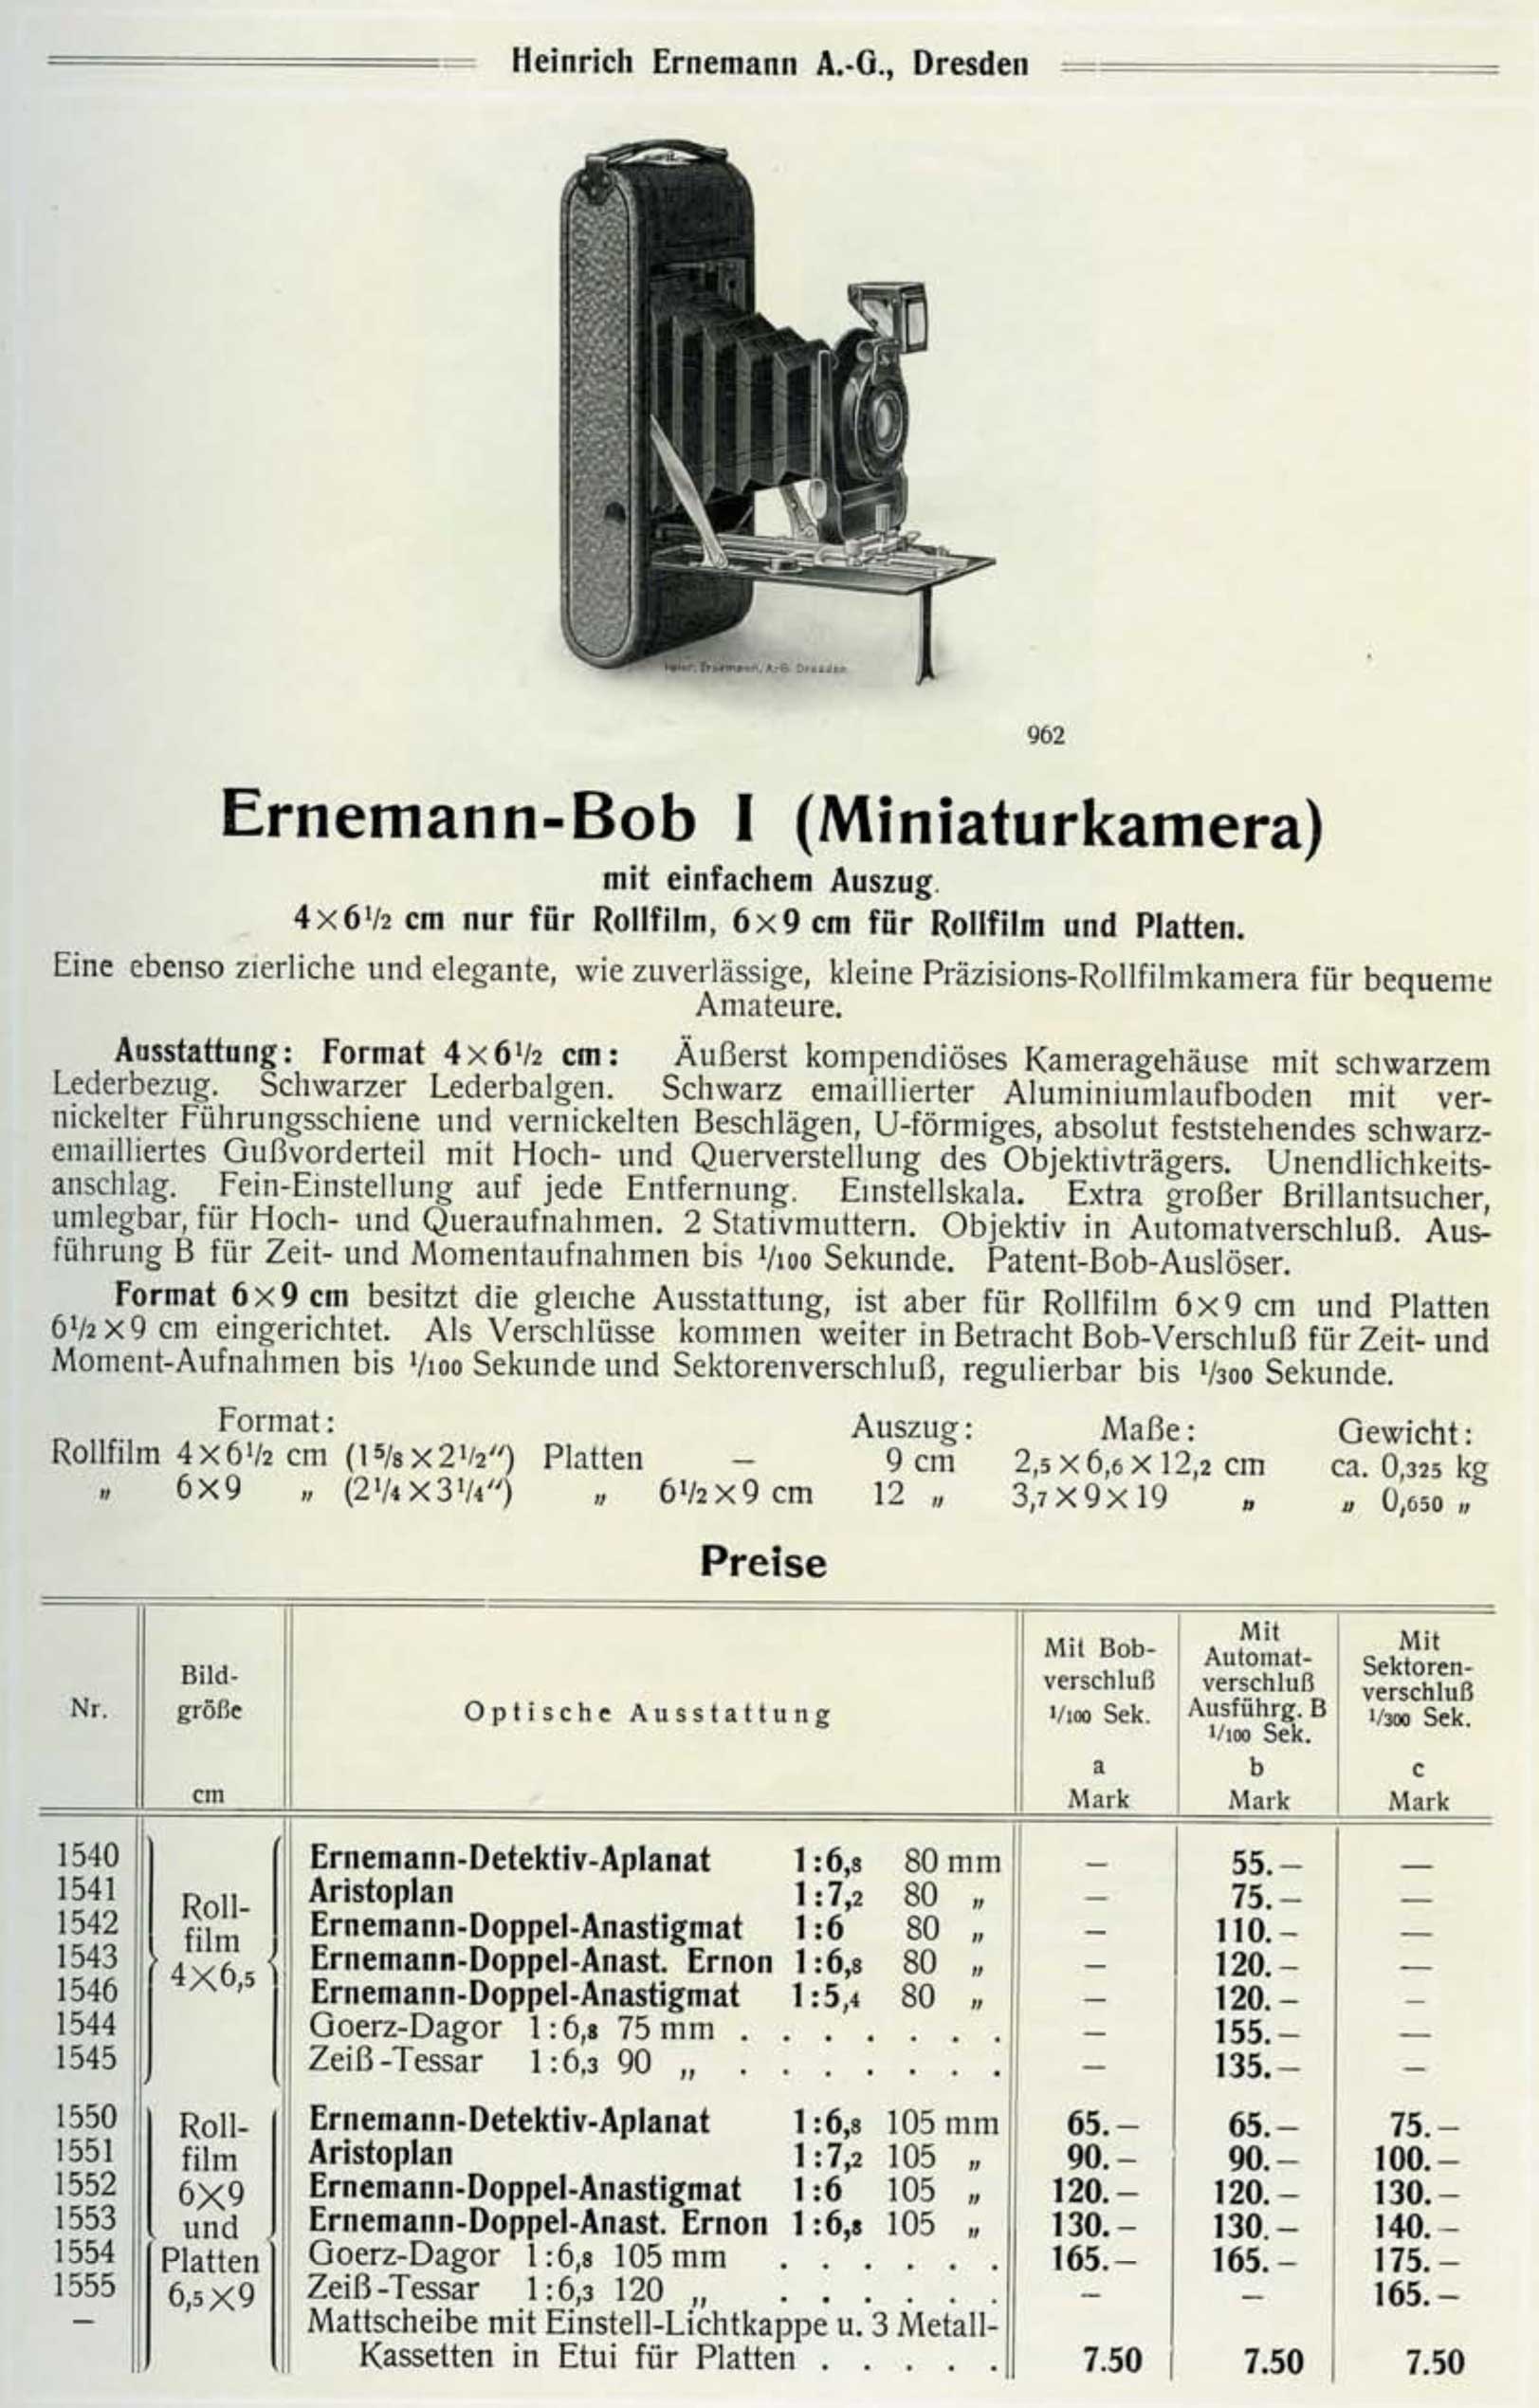 Heinrich Ernemann A.-G., Dresden
Heinr. Ernemann, A-G. Dresden
962
Ernemann-Bob I (Miniaturkamera)
mit einfachem Auszug.
4×6½ cm nur für Rollfilm, 6×9 cm für Rollfilm und Platten.
Eine ebenso zierliche und elegante, wie zuverlässige, kleine Präzisions-Rollfilmkamera für bequeme
Amateure.
Ausstattung: Format 4×6½ cm: Äußerst kompendiöses Kameragehäuse mit schwarzem
Lederbezug. Schwarzer Lederbalgen. Schwarz emaillierter Aluminiumlaufboden mit ver-
nickelter Führungsschiene und vernickelten Beschlägen, U-förmiges, absolut feststehendes schwarz-
emailliertes Gußvorderteil mit Hoch- und Querverstellung des Objektivträgers. Unendlichkeits-
anschlag. Fein-Einstellung auf jede Entfernung. Einstellskala. Extra großer Brillantsucher,
umlegbar, für Hoch- und Queraufnahmen. 2 Stativmuttern. Objektiv in Automatverschluß. Aus-
führung B für Zeit- und Momentaufnahmen bis 1/100 Sekunde. Patent-Bob-Auslöser.
Format 6×9 cm besitzt die gleiche Ausstattung, ist aber für Rollfilm 6×9 cm und Platten
6½×9 cm eingerichtet. Als Verschlüsse kommen weiter in Betracht Bob-Verschluß für Zeit- und
Moment-Aufnahmen bis 1/100 Sekunde und Sektorenverschluß, regulierbar bis 1/300 Sekunde.
Format: Auszug: Maße: Gewicht:
Rollfilm 4×6½ cm (1⅝×2½") Platten — 9 cm 2,5×6,6×12,2 cm ca. 0,325 kg
" 6×9 " (2¼×3¼") " 6½×9 cm 12 " 3,7×9×19 " " 0,650 "
Preise
Nr.
Bild-
größe
cm
Optische Ausstattung
Mit Bob-
verschluß
1/100 Sek.
a
Mark
Mit
Automat-
verschluß
Ausführg. B
1/100 Sek.
b
Mark
Mit
Sektoren-
verschluß
1/300 Sek.
c
Mark
Roll-
film
4×6,5
1540 Ernemann-Detektiv-Aplanat 1:6,8 80 mm — 55.— —
1541 Aristoplan 1:7,2 80 " — 75.— —
1542 Ernemann-Doppel-Anastigmat 1:6 80 " — 110.— —
1543 Ernemann-Doppel-Anast. Ernon 1:6,8 80 " — 120.— —
1546 Ernemann-Doppel-Anastigmat 1:5,4 80 " — 120.— —
1544 Goerz-Dagor 1:6,8 75 mm . . . . . . . — 155.— —
1545 Zeiß-Tessar 1:6,3 90 " . . . . . . . — 135.— —
Roll-
film
6×9
und
Platten
6,5×9
1550 Ernemann-Detektiv-Aplanat 1:6,8 105 mm 65.— 65.— 75.—
1551 Aristoplan 1:7,2 105 " 90.— 90.— 100.—
1552 Ernemann-Doppel-Anastigmat 1:6 105 " 120.— 120.— 130.—
1553 Ernemann-Doppel-Anast. Ernon 1:6,8 105 " 130.— 130.— 140.—
1554 Goerz-Dagor 1:6,8 105 mm . . . . . . 165.— 165.— 175.—
1555 Zeiß-Tessar 1:6,3 120 " . . . . . . — — 165.—
— Mattscheibe mit Einstell-Lichtkappe u. 3 Metall-
Kassetten in Etui für Platten . . . . . 7.50 7.50 7.50